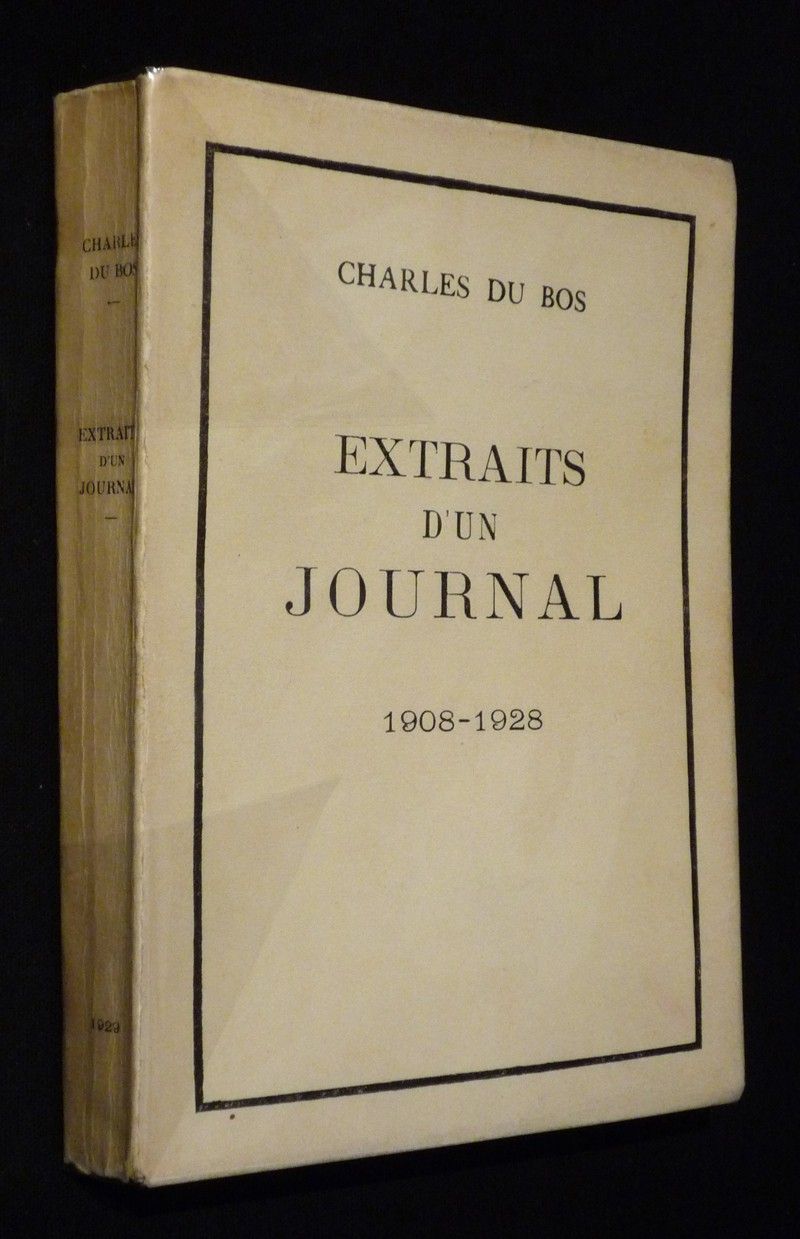 CHARLES
DU BOS
EXTRAITS
D'UN
JOURNAL
1929
CHARLES DU BOS
EXTRAITS
D'UN
JOURNAL
1908-1928